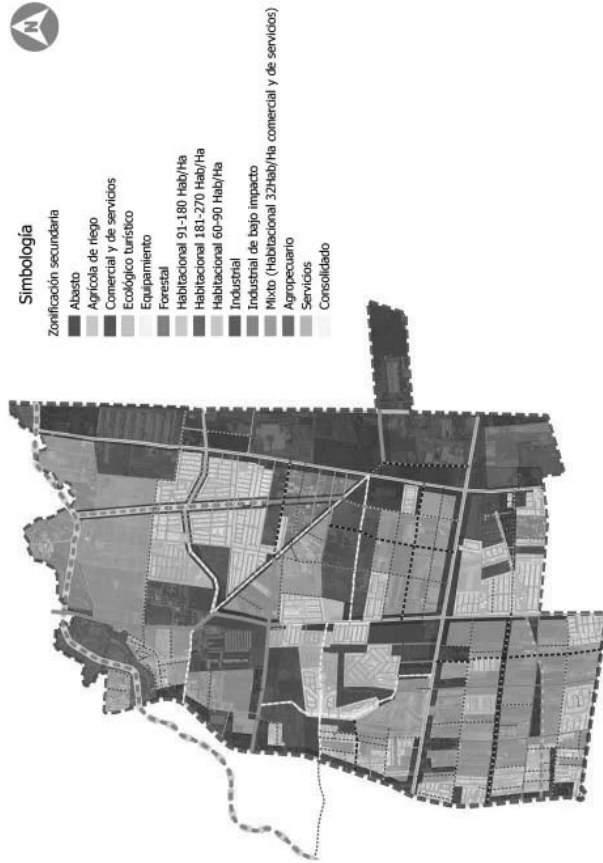 N
Simbología
Zonificación secundaria
Abasto
Agrícola de riego
Comercial y de servicios
Ecológico turístico
Equipamiento
Forestal
Habitacional 91-180 Hab/Ha
Habitacional 181-270 Hab/Ha
Habitacional 60-90 Hab/Ha
Industrial
Industrial de bajo impacto
Mixto (Habitacional 32Hab/Ha comercial y de servicios)
Agropecuario
Servicios
Consolidado